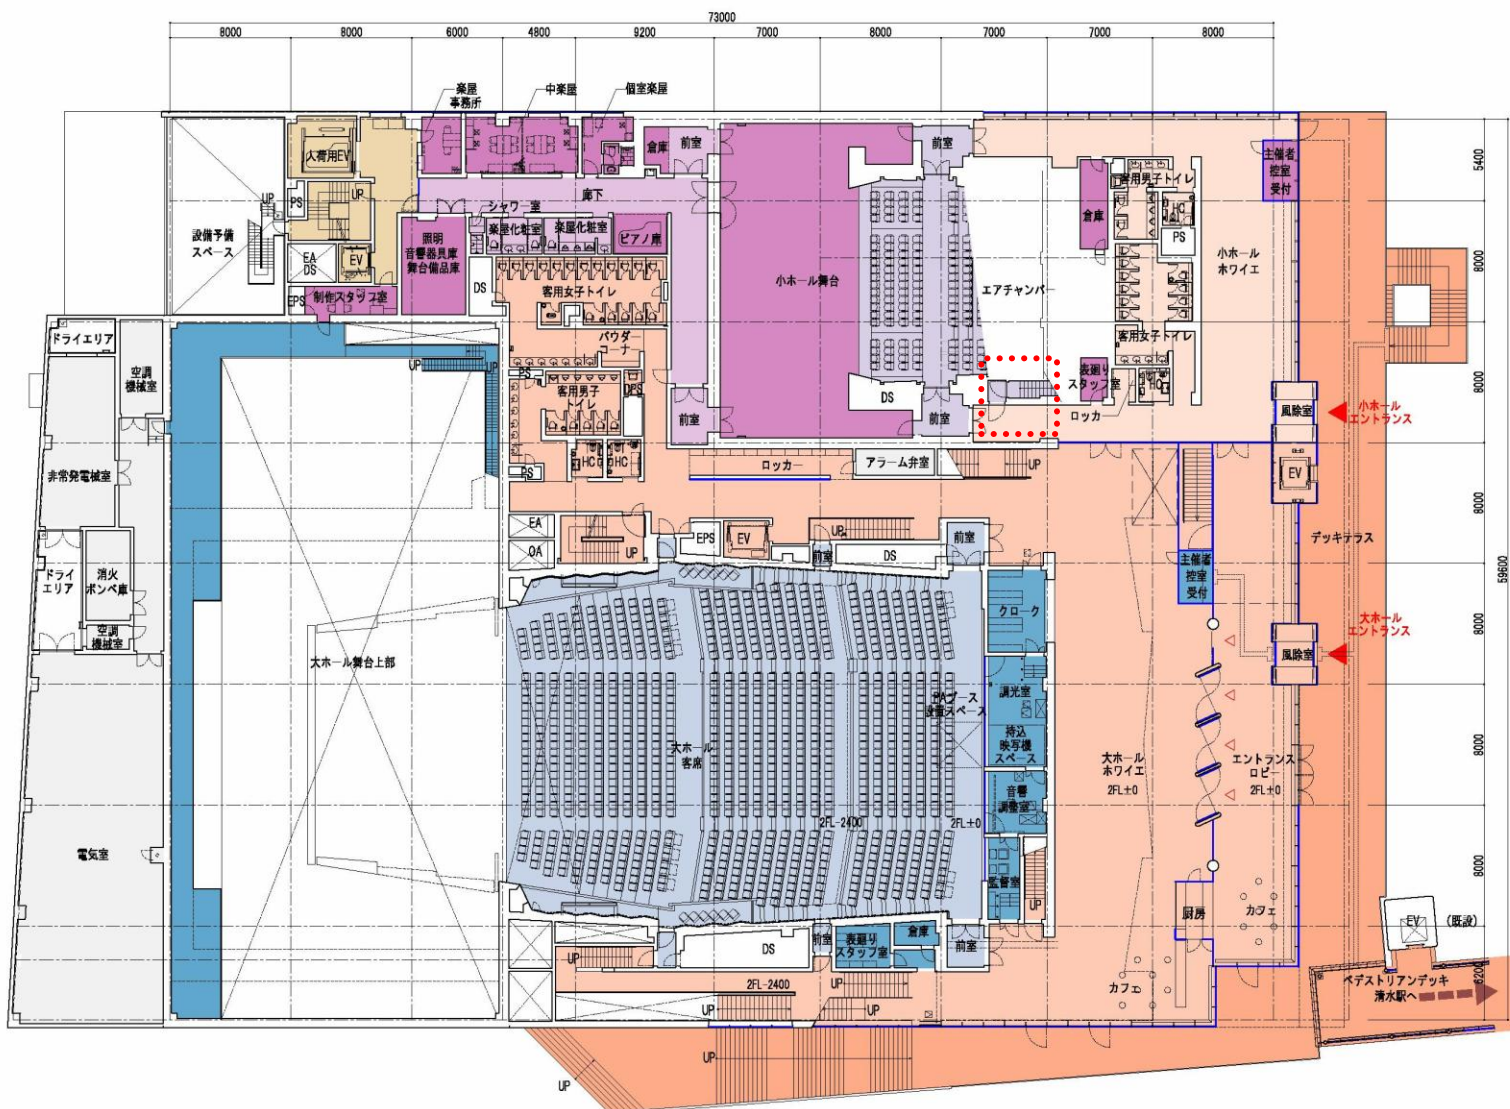 73000
8000
8000
6000
4800
9200
7000
8000
7000
7000
8000
楽屋
事務所
中楽屋
個室楽屋
人荷用EV
倉庫
前室
前室
客用男子トイレ
主催者
控室
受付
5400
PS
UP
UP
廊下
シャワー室
楽屋化粧室
楽屋化粧室
ピアノ庫
倉庫
HC
PS
設備予備
スペース
照明
音響器具庫
舞台備品庫
小ホール
ホワイエ
EA
DS
EV
8000
EPS
制作スタッフ室
DS
客用女子トイレ
小ホール舞台
エアチャンバー
ドライエリア
パウダー
コーナー
客用女子トイレ
空調
機械室
UP
UP
PS
DPS
客用男子
トイレ
表廻り
スタッフ室
HC
8000
DS
前室
前室
ロッカ
風除室
小ホール
エントランス
非常発電機室
PS
HC
HC
ロッカー
アラーム弁室
UP
EV
8000
EA
OA
UP
EPS
EV
UP
前室
DS
前室
デッキテラス
59600
ドライ
エリア
消火
ボンベ庫
主催者
控室
受付
クローク
空調
機械室
8000
大ホール
エントランス
風除室
大ホール舞台上部
PAブース
設置スペース
調光室
持込
映写機
スペース
大ホール
客席
大ホール
ホワイエ
2FL±0
エントランス
ロビー
2FL±0
8000
音響
調整室
2FL-2400
2FL±0
電気室
監督室
UP
8000
厨房
カフェ
EV
(既設)
前室
表廻り
スタッフ室
倉庫
前室
DS
UP
2FL-2400
UP
カフェ
ペデストリアンデッキ
清水駅へ
6200
UP
UP
UP
UP